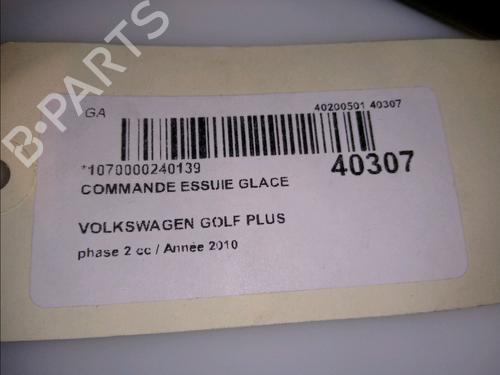 GA
40200501 40307
*1070000240139
40307
COMMANDE ESSUIE GLACE
VOLKSWAGEN GOLF PLUS
phase 2 cc / Année 2010
B-PARTS